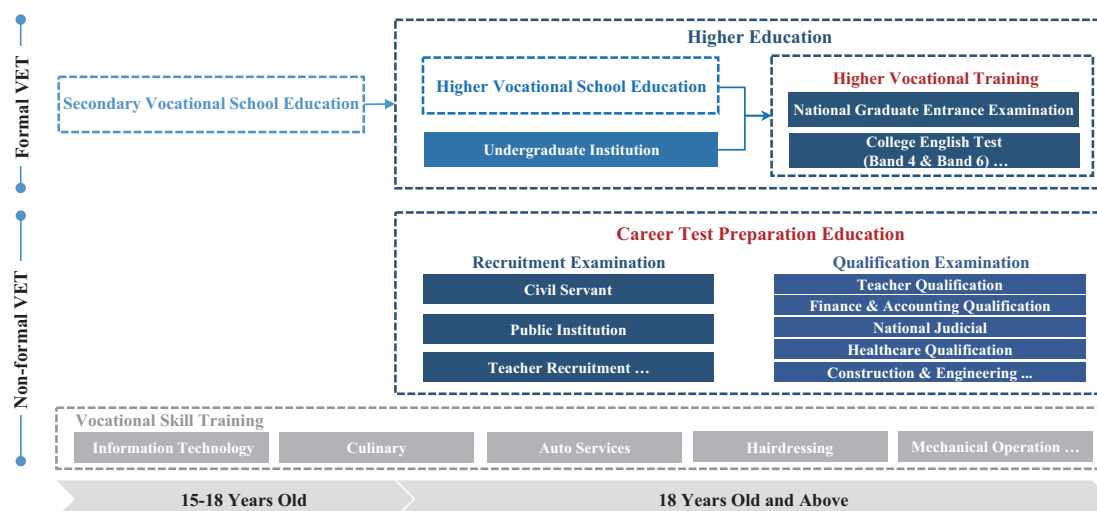 Formal VET
Higher Education
Secondary Vocational School Education
Higher Vocational School Education
Undergraduate Institution
Higher Vocational Training
National Graduate Entrance Examination
College English Test
(Band 4 & Band 6) …
Non-formal VET
Career Test Preparation Education
Recruitment Examination
Civil Servant
Public Institution
Teacher Recruitment …
Qualification Examination
Teacher Qualification
Finance & Accounting Qualification
National Judicial
Healthcare Qualification
Construction & Engineering ...
Vocational Skill Training
Information Technology
Culinary
Auto Services
Hairdressing
Mechanical Operation …
15-18 Years Old
18 Years Old and Above